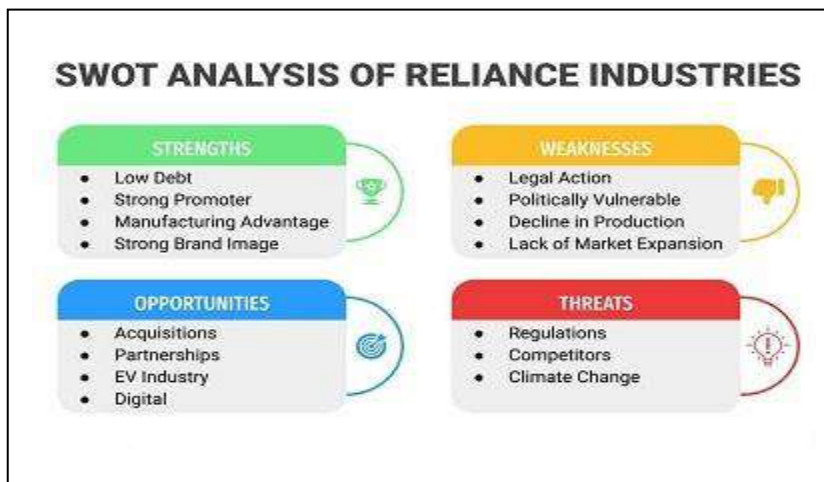 SWOT ANALYSIS OF RELIANCE INDUSTRIES
STRENGTHS
• Low Debt
• Strong Promoter
• Manufacturing Advantage
• Strong Brand Image
WEAKNESSES
• Legal Action
• Politically Vulnerable
• Decline in Production
• Lack of Market Expansion
OPPORTUNITIES
• Acquisitions
• Partnerships
• EV Industry
• Digital
THREATS
• Regulations
• Competitors
• Climate Change